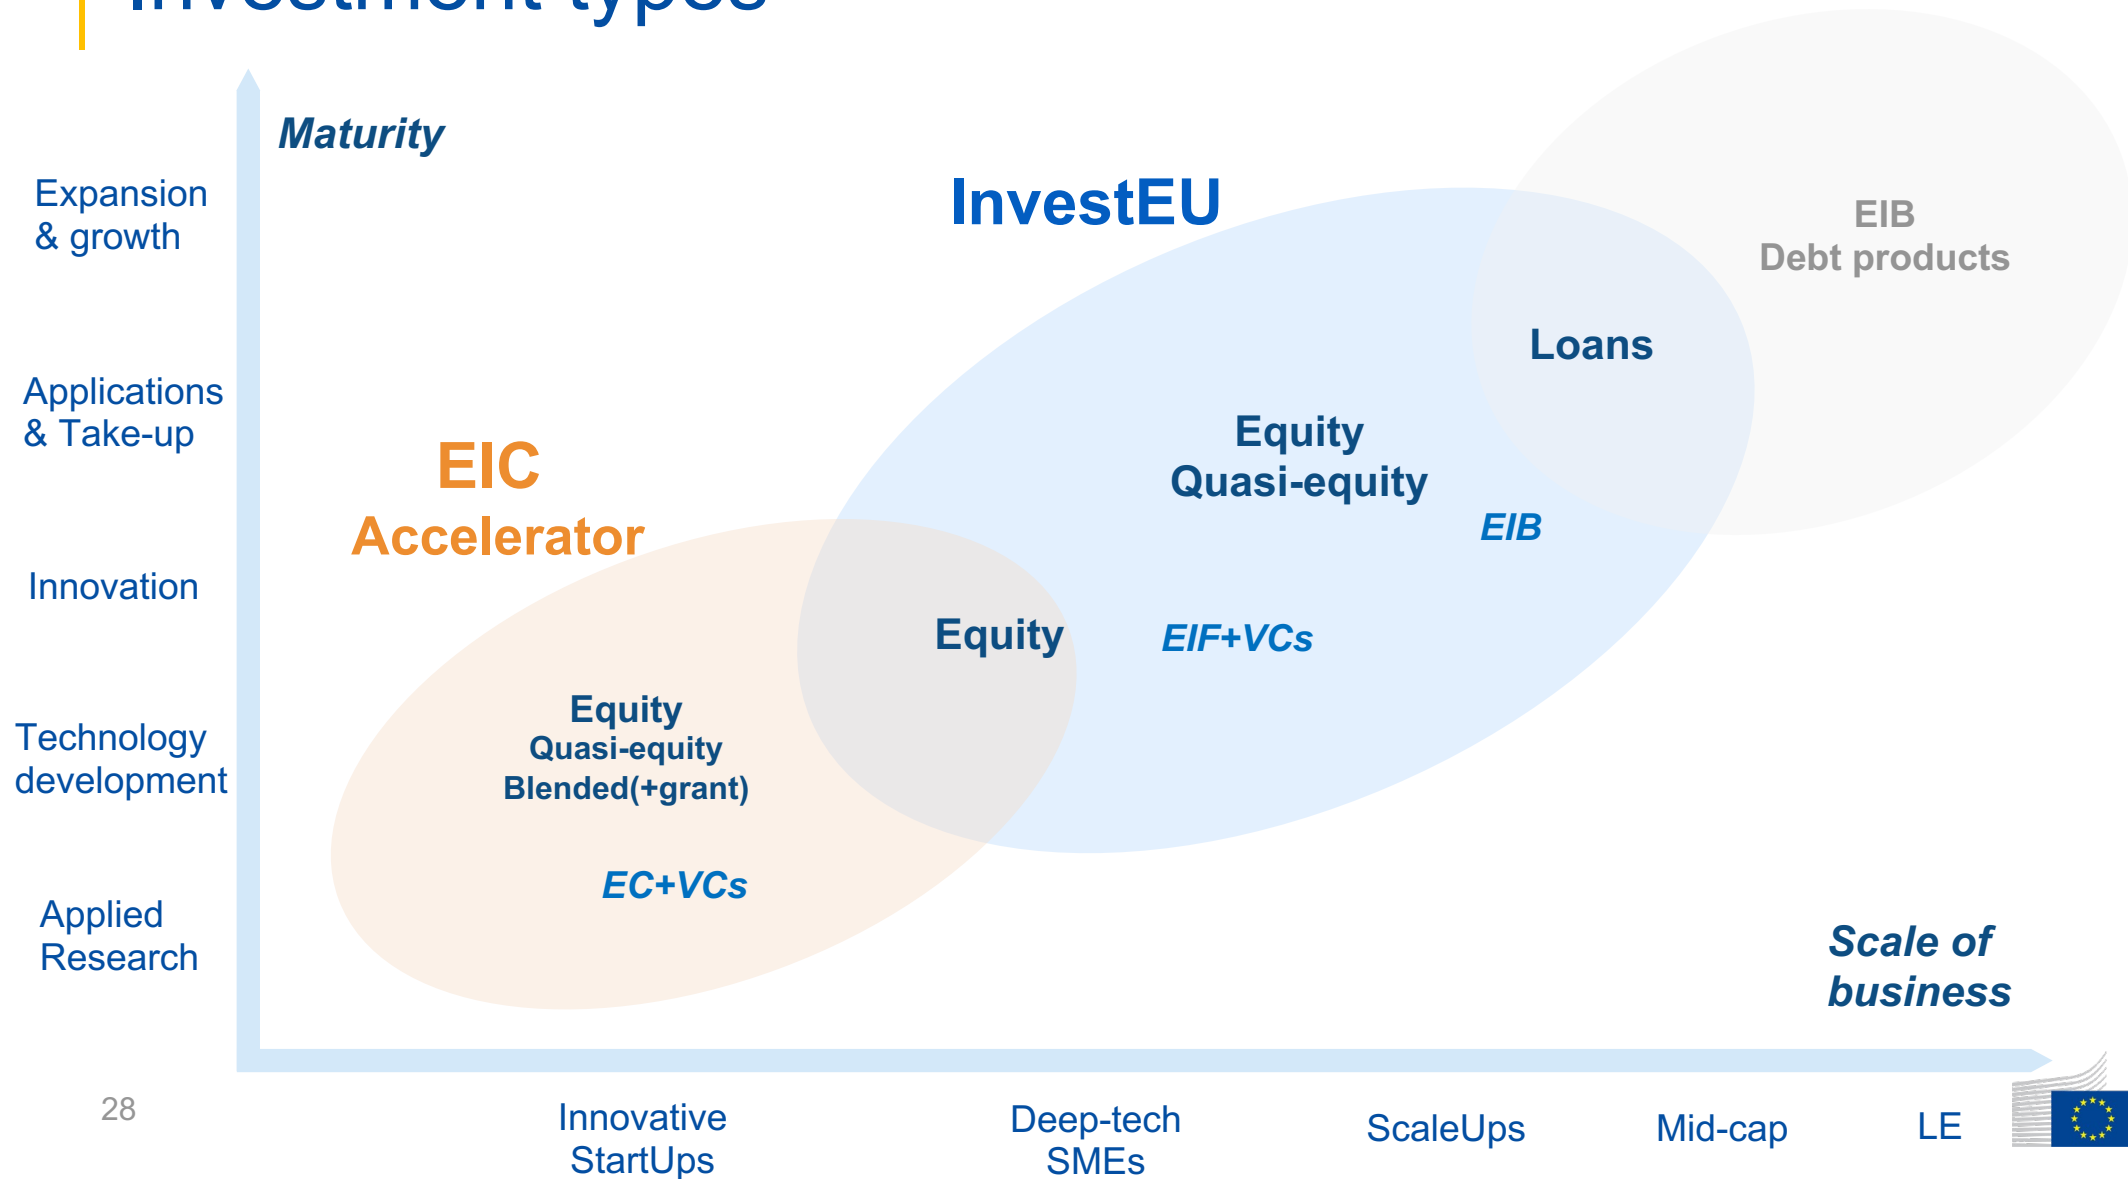 Investment types
Maturity
Expansion
& growth
InvestEU
EIB
Debt products
Loans
Applications
& Take-up
Equity
Quasi-equity
EIC
Accelerator
EIB
Innovation
Equity
EIF+VCs
Equity
Quasi-equity
Blended(+grant)
Technology
development
EC+VCs
Applied
Research
Scale of
business
28
Innovative
StartUps
Deep-tech
SMEs
ScaleUps
Mid-cap
LE